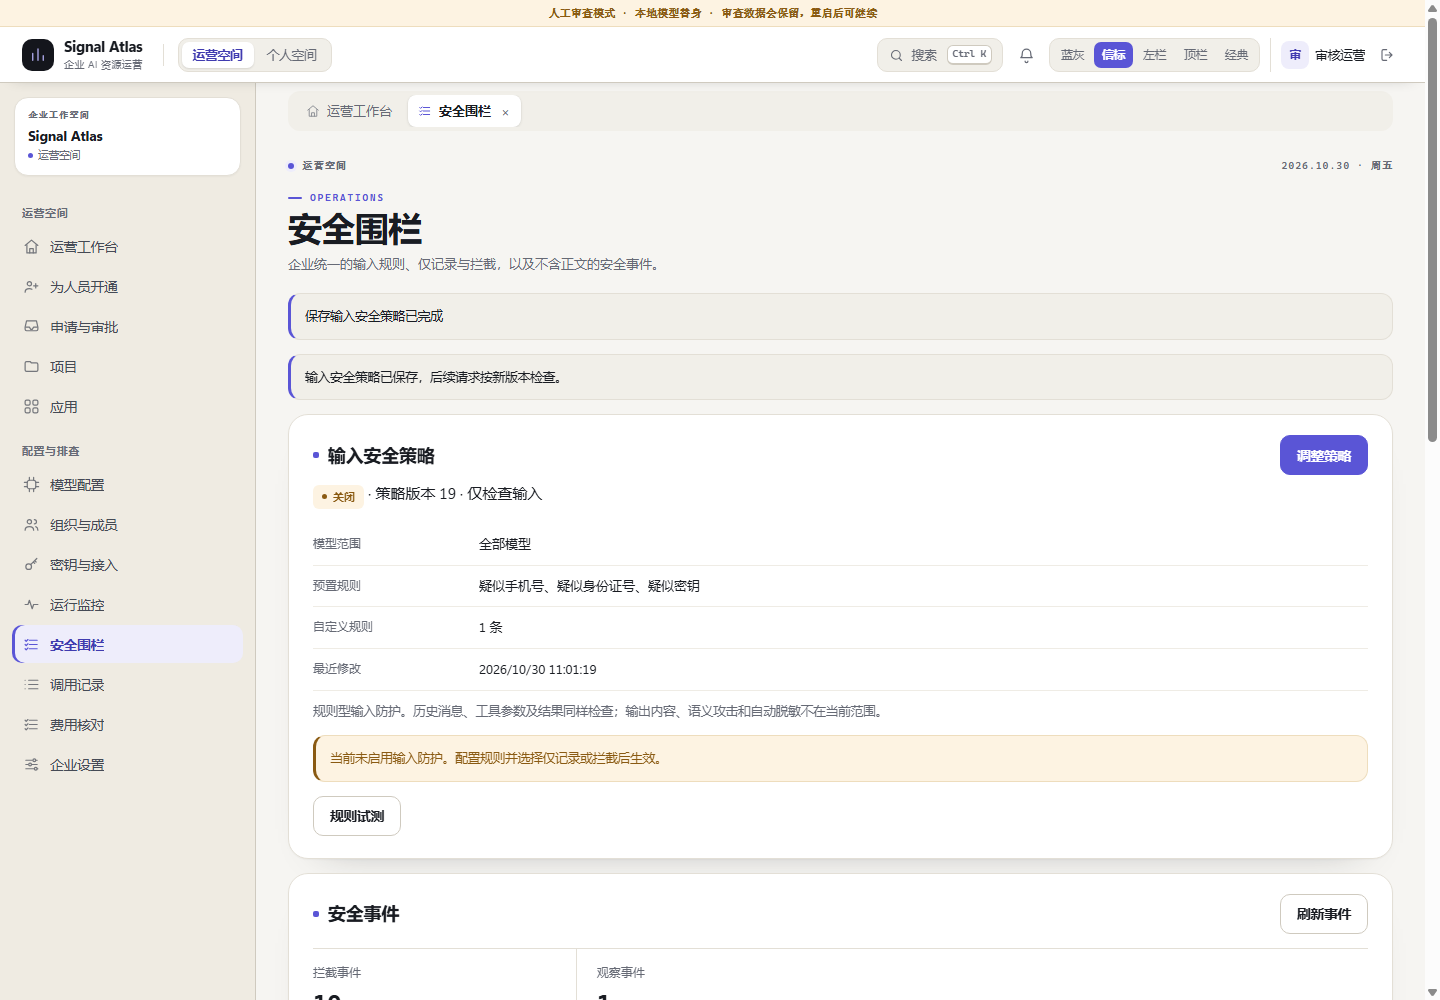 人工审查模式 · 本地模型替身 · 审查数据会保留，重启后可继续
Signal Atlas
企业 AI 资源运营
运营空间
个人空间
搜索
Ctrl K
蓝灰
信标
左栏
顶栏
经典
审
审核运营
企业工作空间
Signal Atlas
运营空间
运营空间
运营工作台
为人员开通
申请与审批
项目
应用
配置与排查
模型配置
组织与成员
密钥与接入
运行监控
安全围栏
调用记录
费用核对
企业设置
运营工作台
安全围栏 ×
运营空间
2026.10.30 · 周五
OPERATIONS
安全围栏
企业统一的输入规则、仅记录与拦截，以及不含正文的安全事件。
保存输入安全策略已完成
输入安全策略已保存，后续请求按新版本检查。
输入安全策略
调整策略
关闭 · 策略版本 19 · 仅检查输入
模型范围 全部模型
预置规则 疑似手机号、疑似身份证号、疑似密钥
自定义规则 1 条
最近修改 2026/10/30 11:01:19
规则型输入防护。历史消息、工具参数及结果同样检查；输出内容、语义攻击和自动脱敏不在当前范围。
当前未启用输入防护。配置规则并选择仅记录或拦截后生效。
规则试测
安全事件
刷新事件
拦截事件
观察事件
10
1